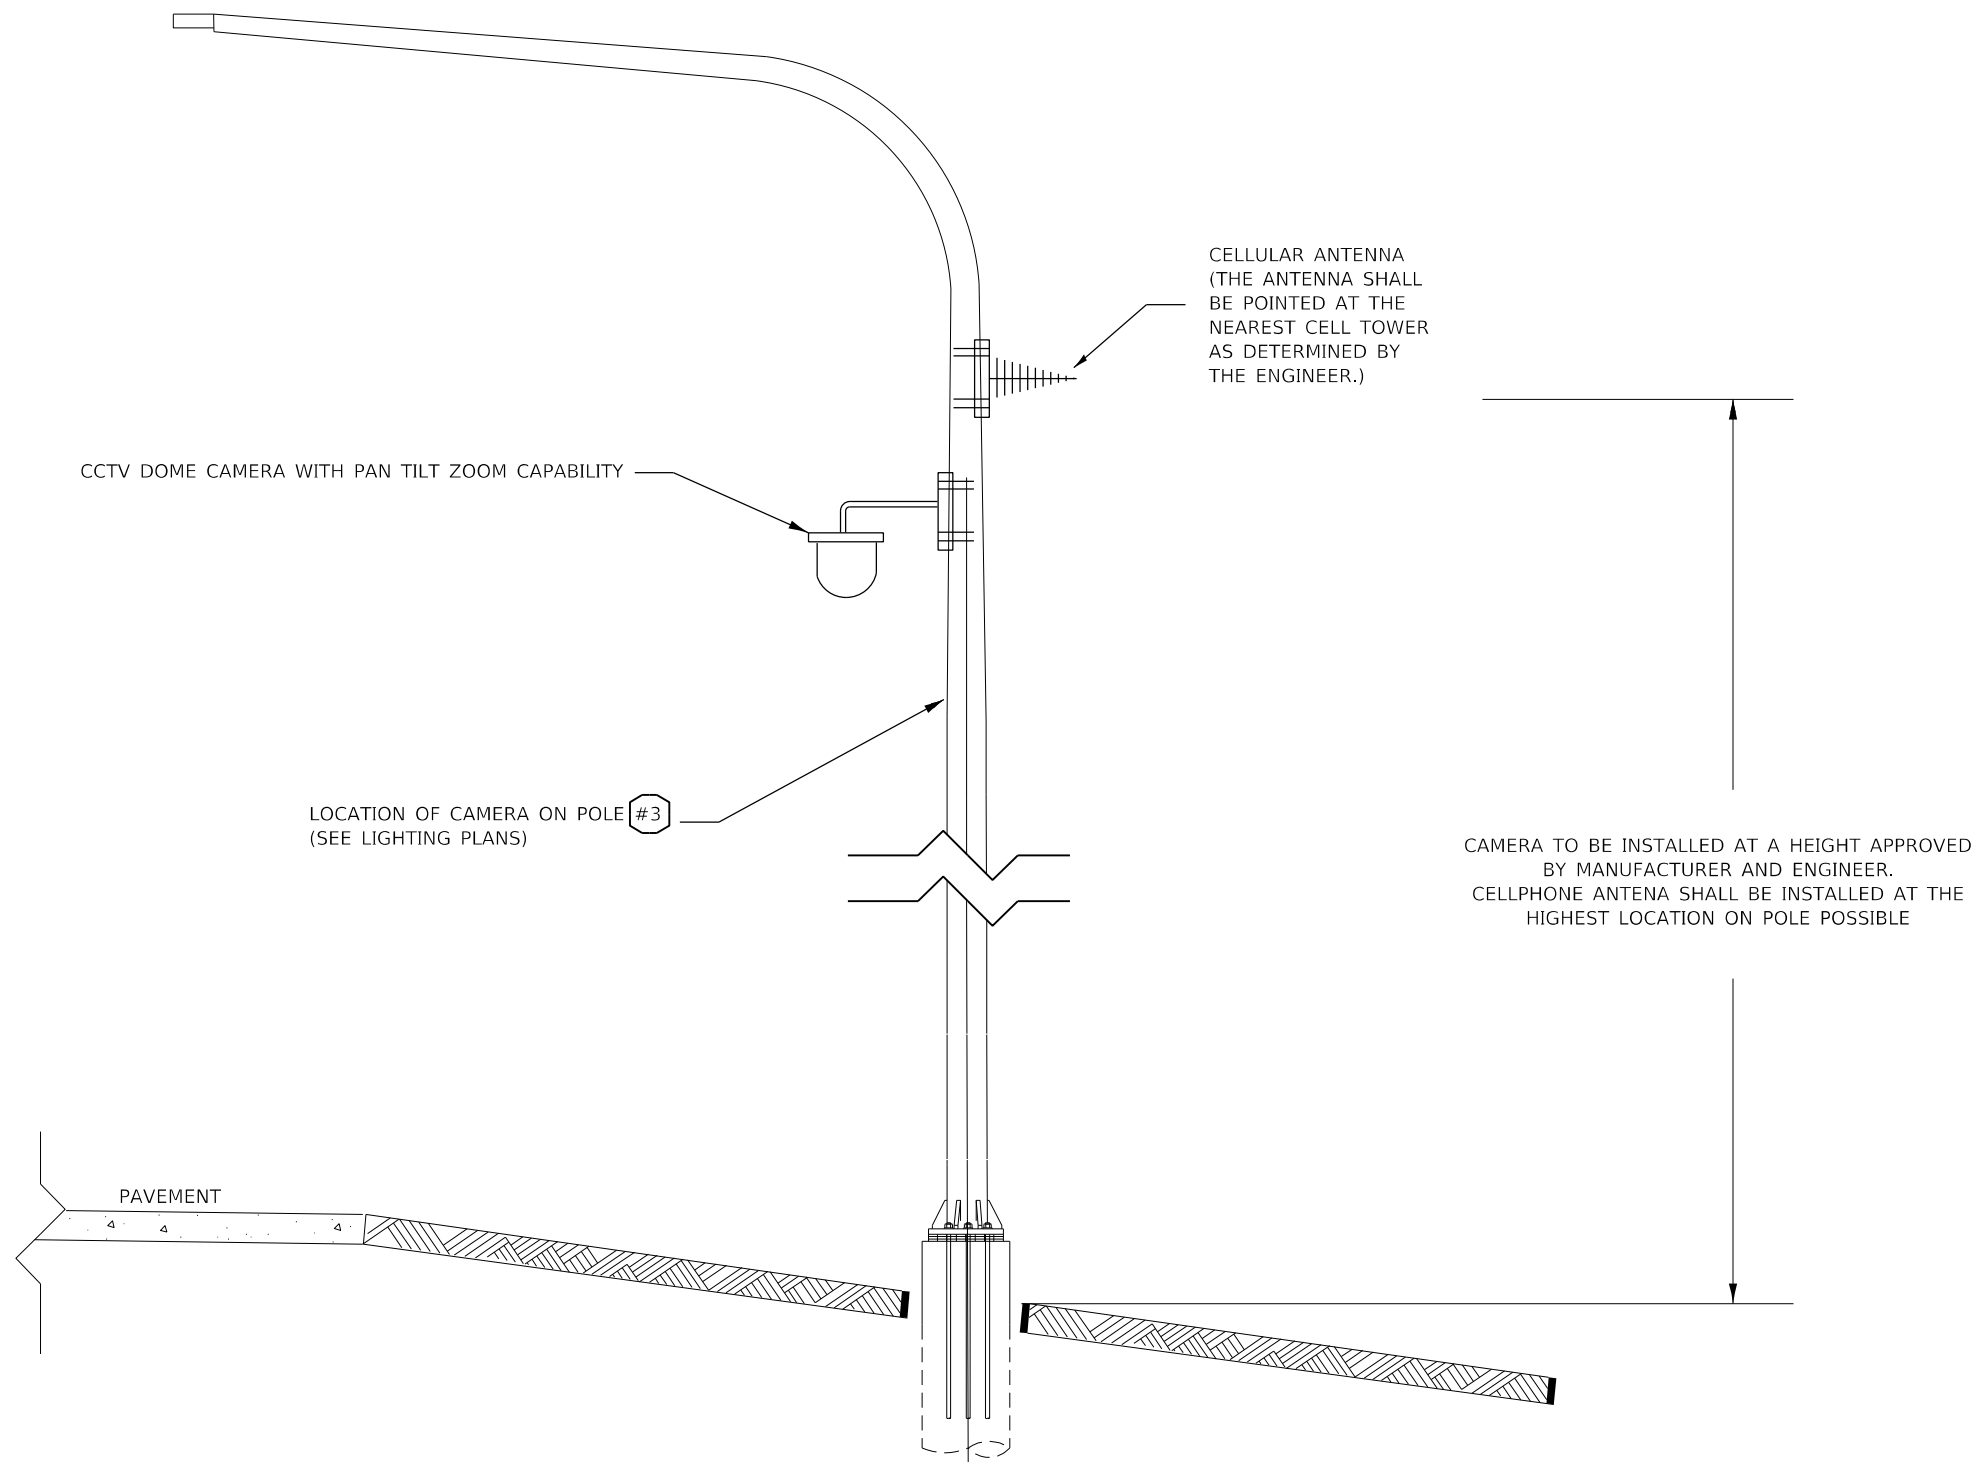 CELLULAR ANTENNA
(THE ANTENNA SHALL
BE POINTED AT THE
NEAREST CELL TOWER
AS DETERMINED BY
THE ENGINEER.)
CCTV DOME CAMERA WITH PAN TILT ZOOM CAPABILITY
LOCATION OF CAMERA ON POLE #3
(SEE LIGHTING PLANS)
CAMERA TO BE INSTALLED AT A HEIGHT APPROVED
BY MANUFACTURER AND ENGINEER.
CELLPHONE ANTENA SHALL BE INSTALLED AT THE
HIGHEST LOCATION ON POLE POSSIBLE
PAVEMENT